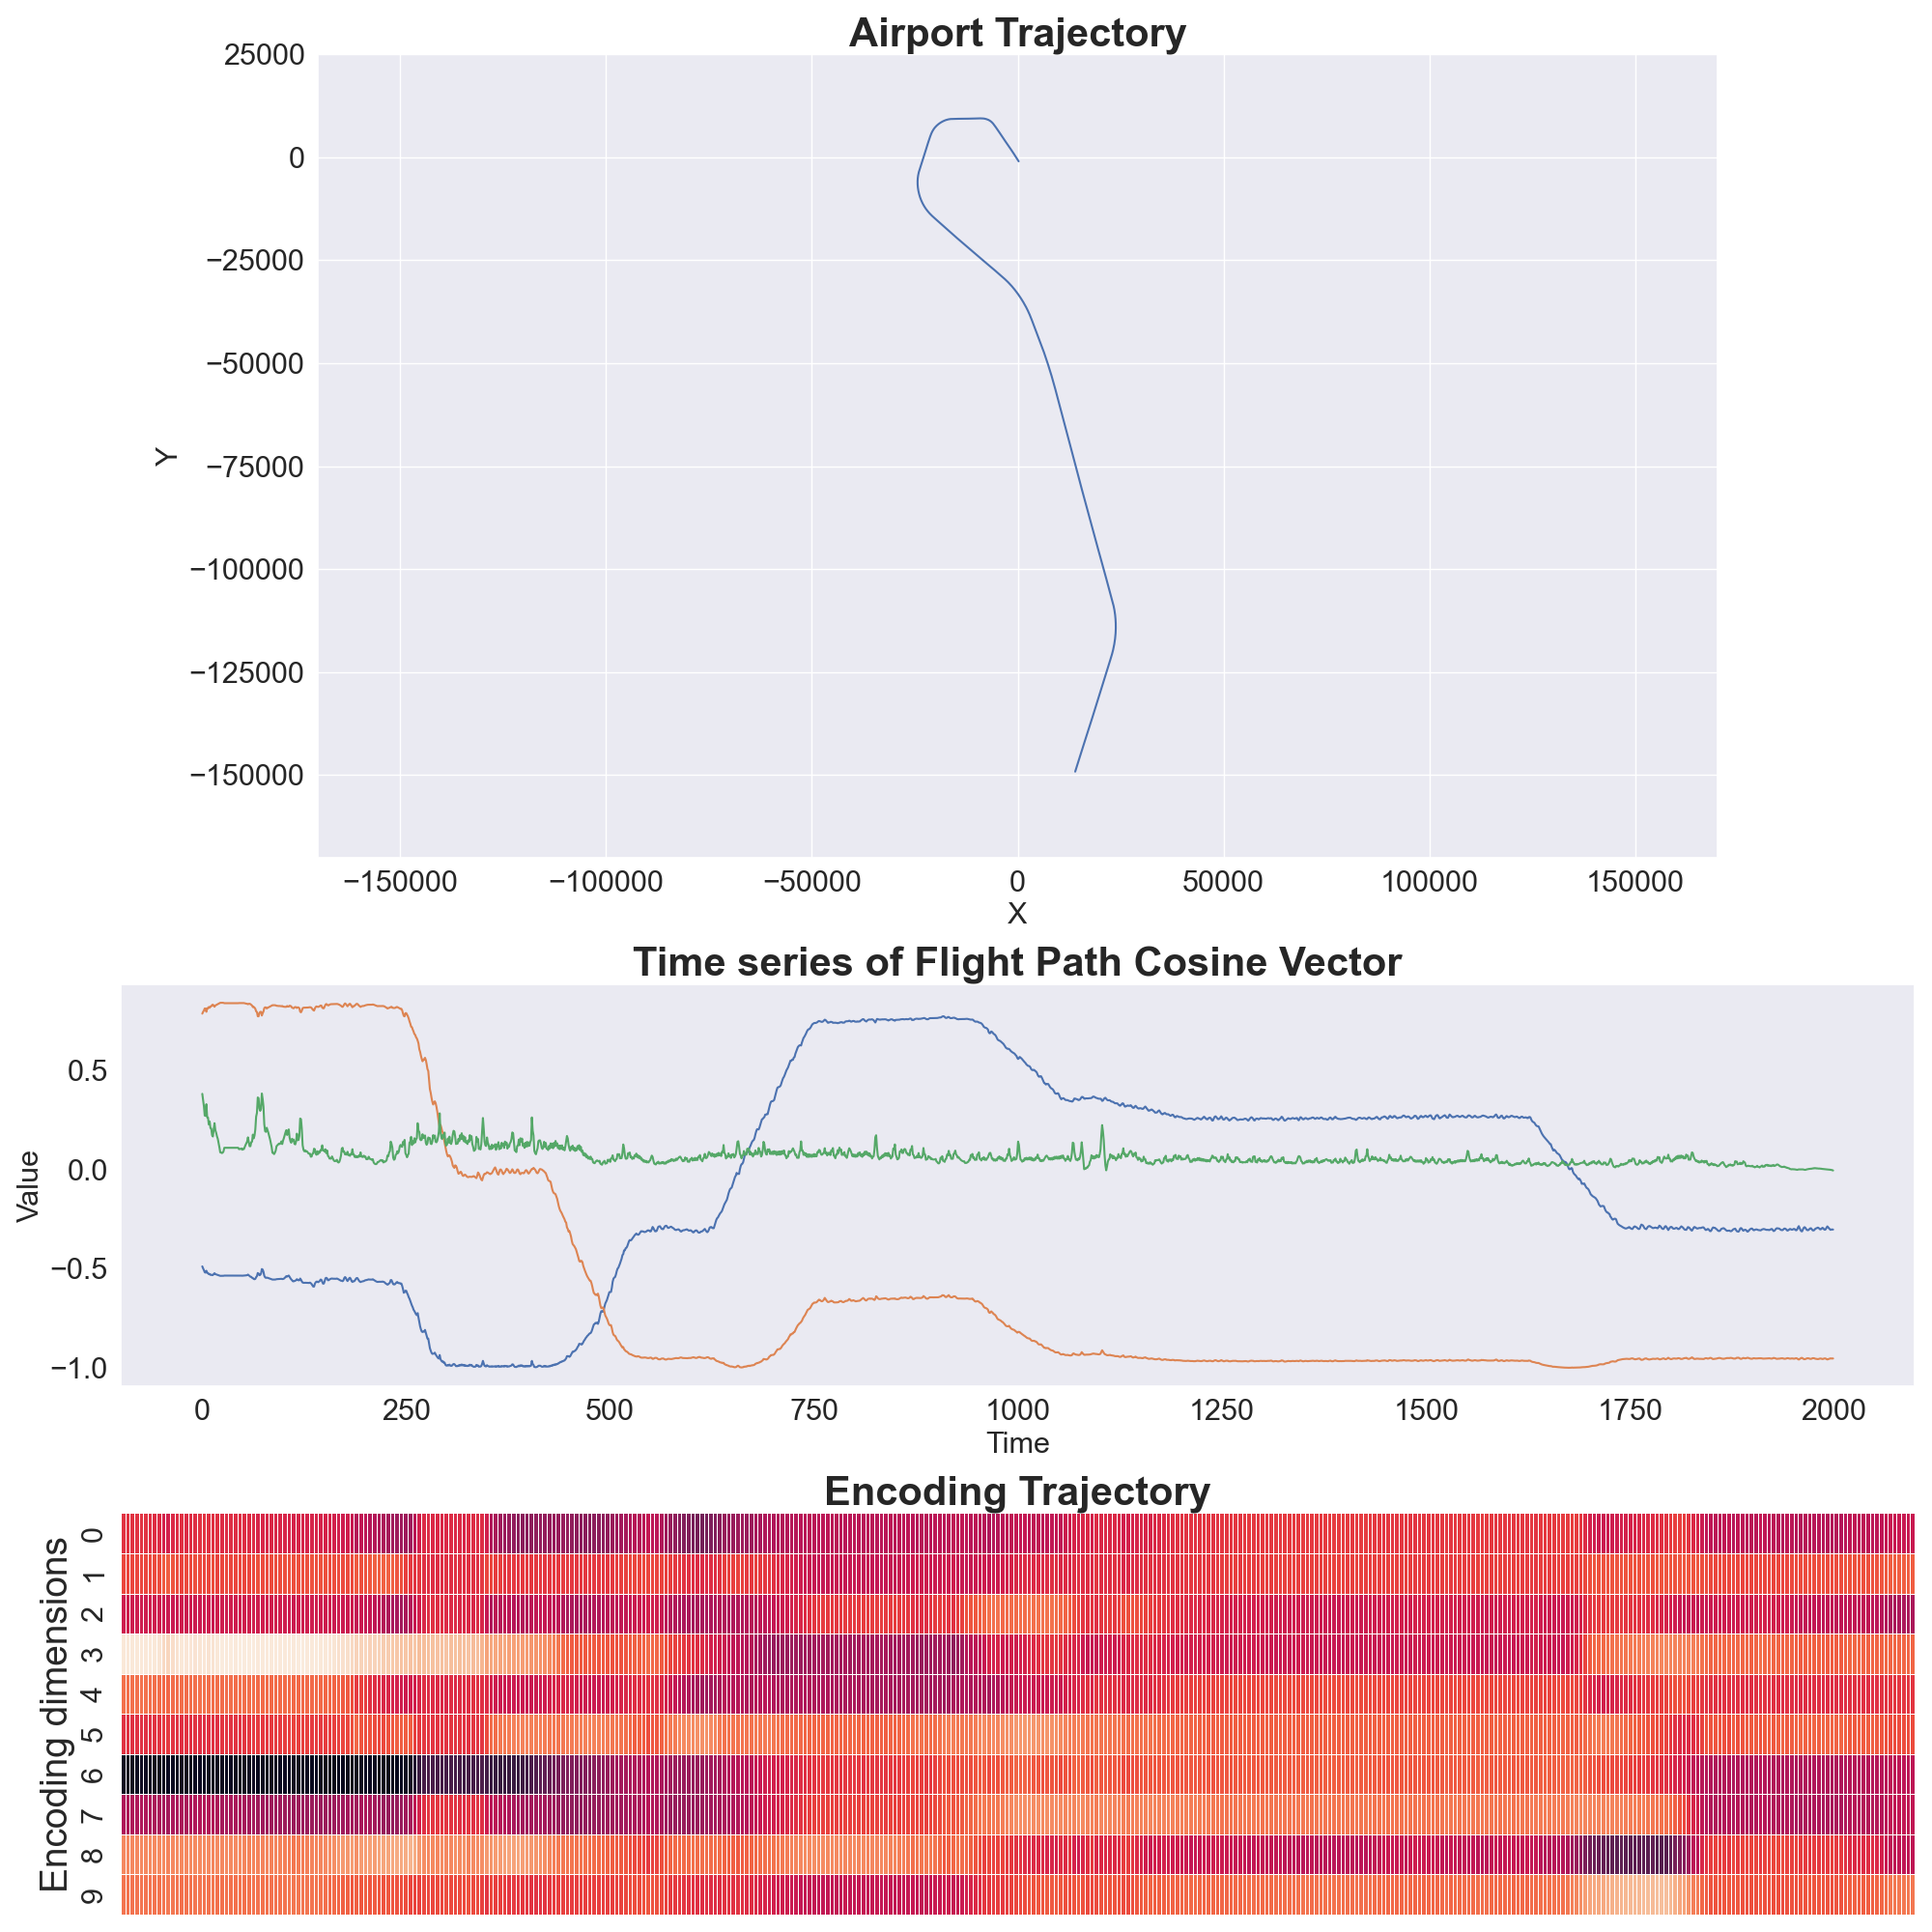 Airport Trajectory
25000
0
−25000
−50000
−75000
−100000
−125000
−150000
Y
−150000 −100000 −50000 0 50000 100000 150000
X
Time series of Flight Path Cosine Vector
0.5
0.0
−0.5
−1.0
Value
0 250 500 750 1000 1250 1500 1750 2000
Time
Encoding Trajectory
Encoding dimensions
0
1
2
3
4
5
6
7
8
9